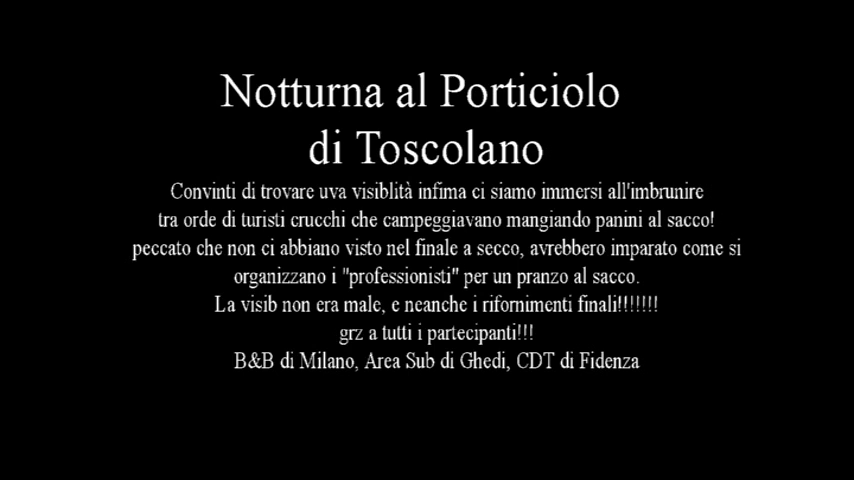 Notturna al Porticiolo
di Toscolano
Convinti di trovare uva visiblità infima ci siamo immersi all'imbrunire
tra orde di turisti crucchi che campeggiavano mangiando panini al sacco!
peccato che non ci abbiano visto nel finale a secco, avrebbero imparato come si
organizzano i "professionisti" per un pranzo al sacco.
La visib non era male, e neanche i rifornimenti finali!!!!!!!
grz a tutti i partecipanti!!!
B&B di Milano, Area Sub di Ghedi, CDT di Fidenza